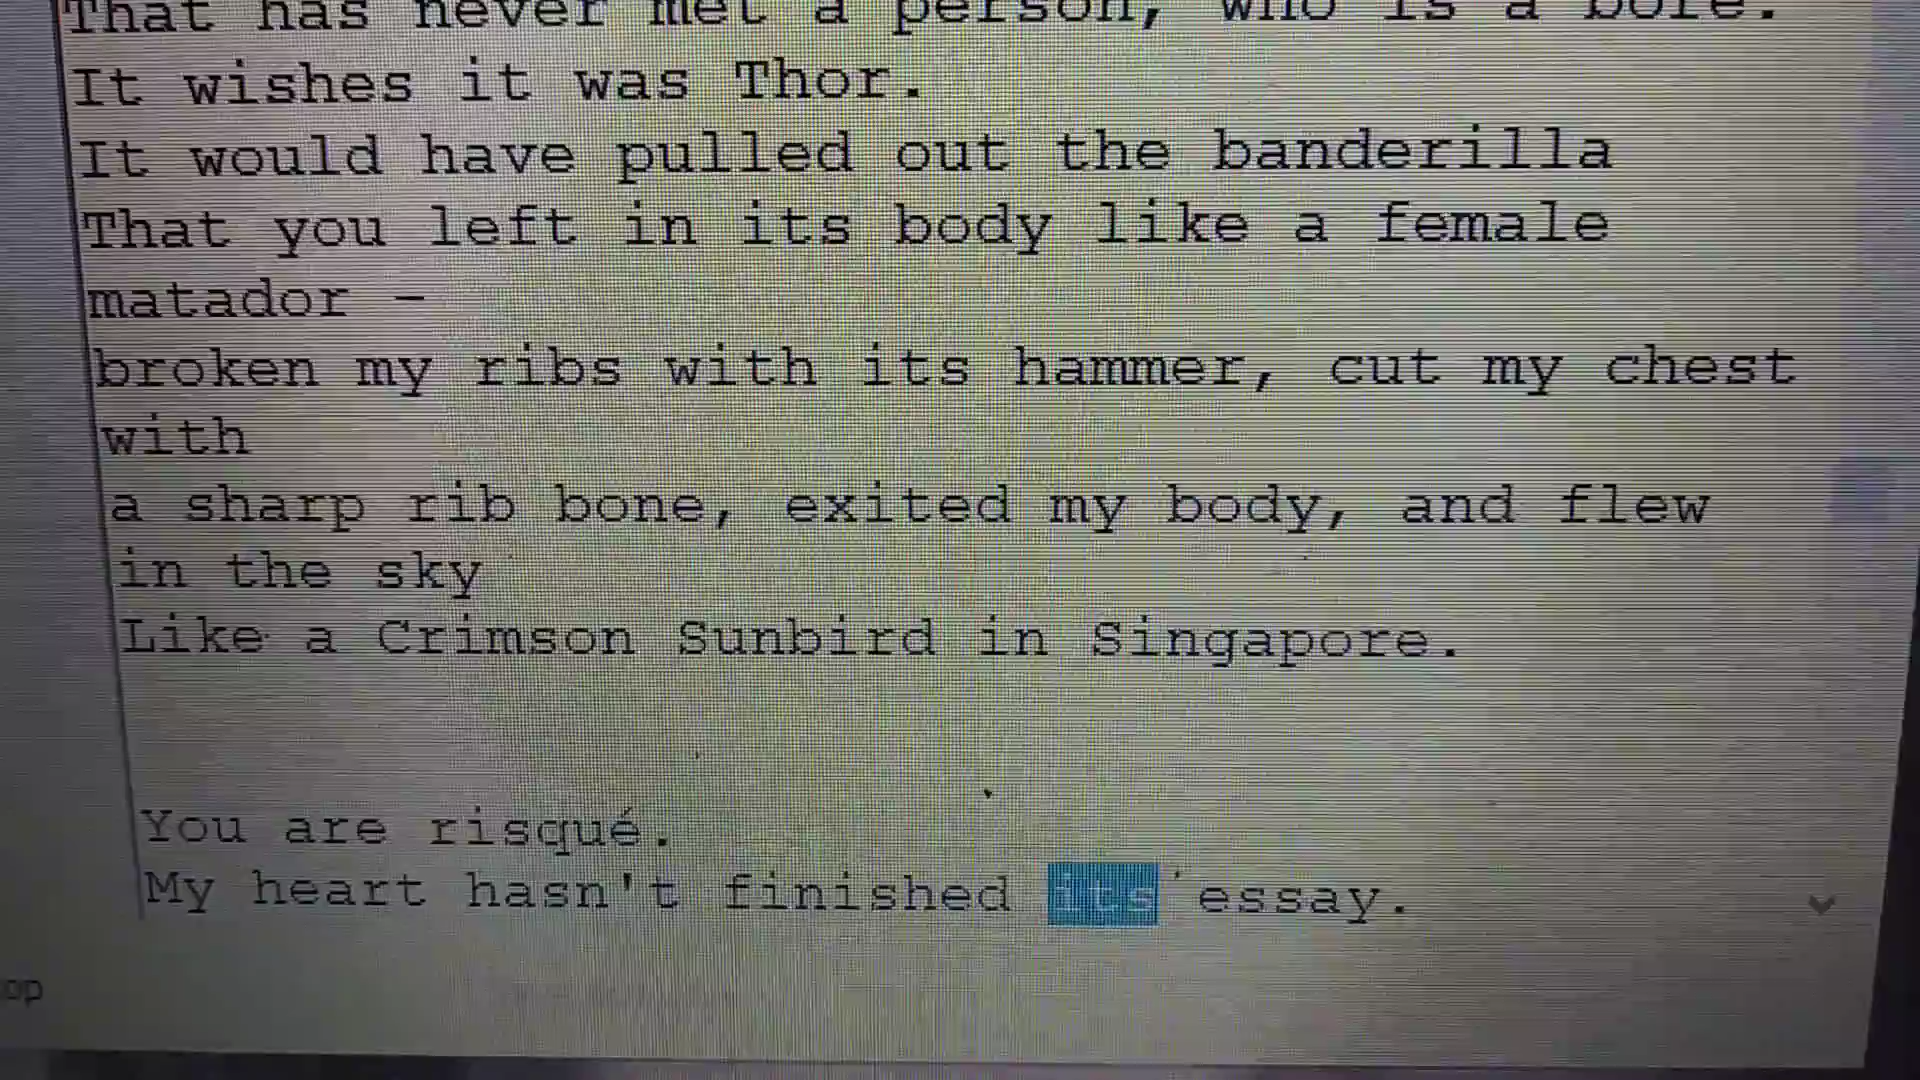 That has never met a person, who is a bore.
It wishes it was Thor.
It would have pulled out the banderilla
That you left in its body like a female
matador –
broken my ribs with its hammer, cut my chest
with
a sharp rib bone, exited my body, and flew
in the sky
Like a Crimson Sunbird in Singapore.
You are risqué.
My heart hasn't finished its essay.
op